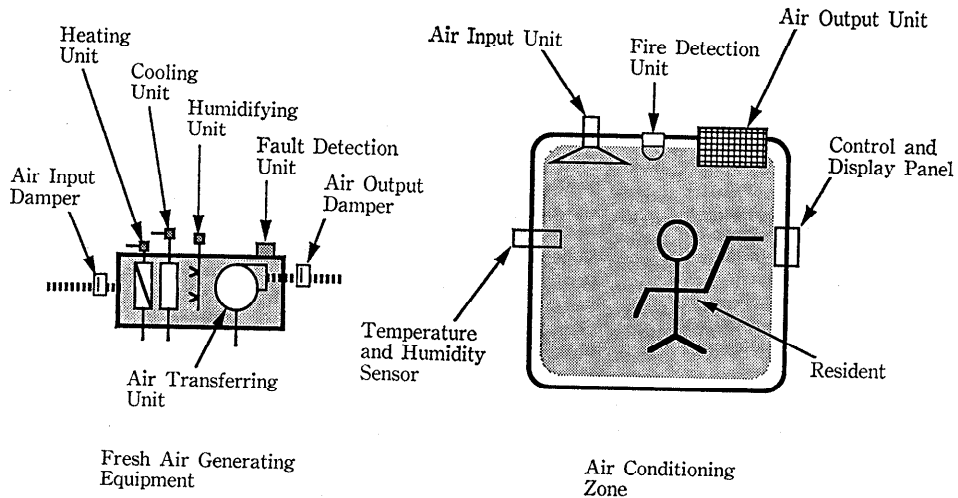 Heating
Unit
Cooling
Unit
Humidifying
Unit
Fault Detection
Unit
Air Input
Damper
Air Output
Damper
Air Transferring
Unit
Fresh Air Generating
Equipment
Air Input Unit
Fire Detection
Unit
Air Output Unit
Control and
Display Panel
Temperature
and Humidity
Sensor
Resident
Air Conditioning
Zone